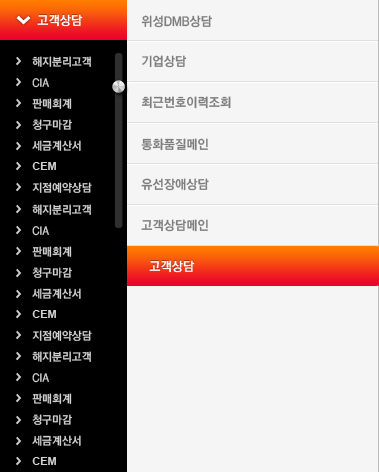 고객상담
해지분리고객
CIA
판매회계
청구마감
세금계산서
CEM
지점예약상담
해지분리고객
CIA
판매회계
청구마감
세금계산서
CEM
지점예약상담
해지분리고객
CIA
판매회계
청구마감
세금계산서
CEM
위성DMB상담
기업상담
최근번호이력조회
통화품질메인
유선장애상담
고객상담메인
고객상담